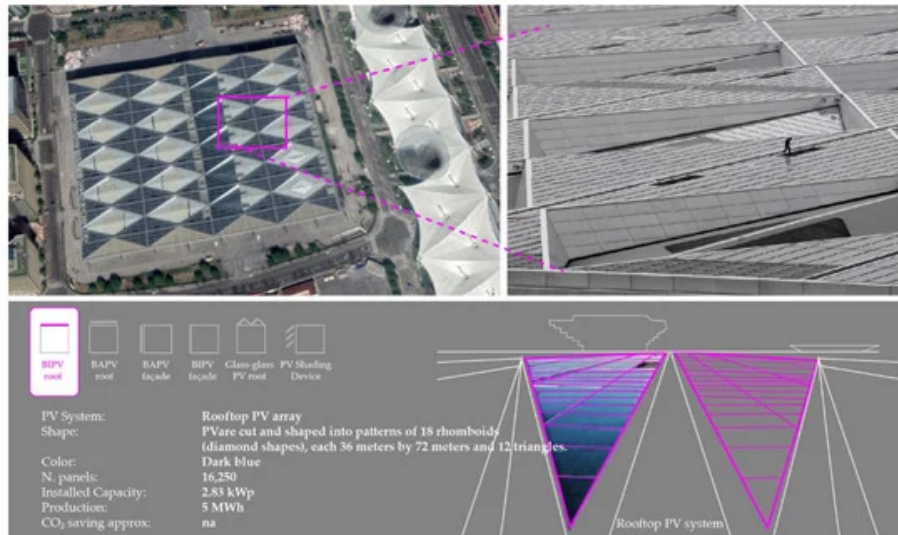 BIPV roof
BAPV roof
BAPV façade
BIPV façade
Glass-glass PV roof
PV Shading Device
PV System: Rooftop PV array
Shape: PVare cut and shaped into patterns of 18 rhomboids
(diamond shapes), each 36 meters by 72 meters and 12 triangles.
Color: Dark blue
N. panels: 16,250
Installed Capacity: 2.83 kWp
Production: 5 MWh
CO₂ saving approx: na
Rooftop PV system